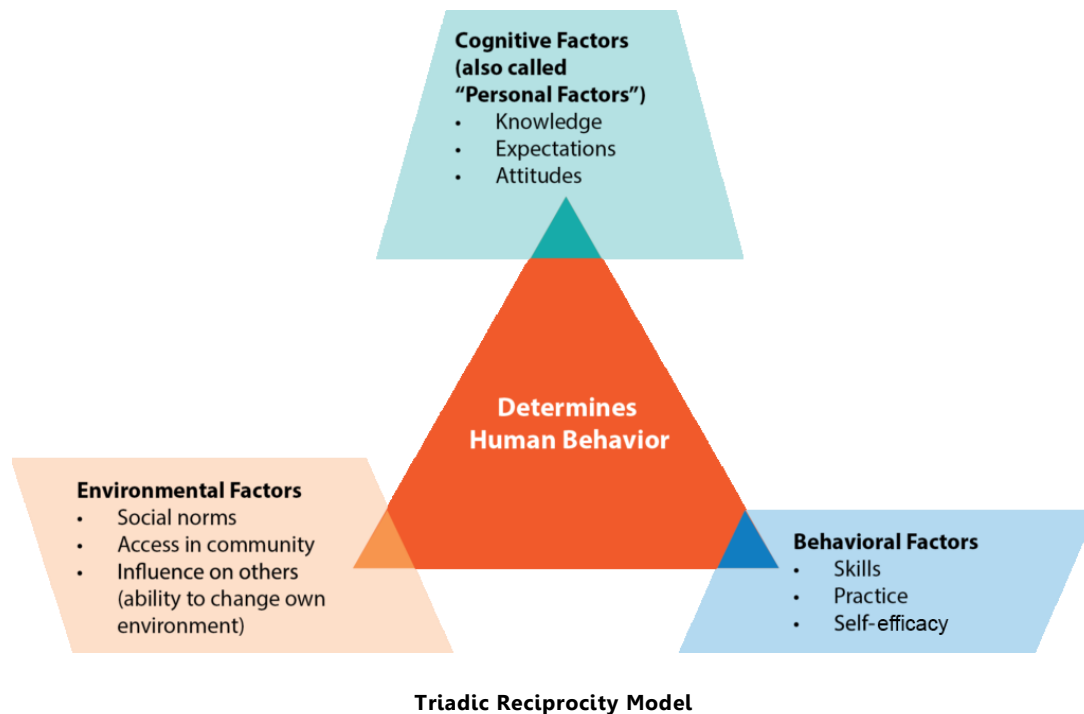 Cognitive Factors
(also called
“Personal Factors”)
• Knowledge
• Expectations
• Attitudes
Determines
Human Behavior
Environmental Factors
• Social norms
• Access in community
• Influence on others
(ability to change own
environment)
Behavioral Factors
• Skills
• Practice
• Self-efficacy
Triadic Reciprocity Model